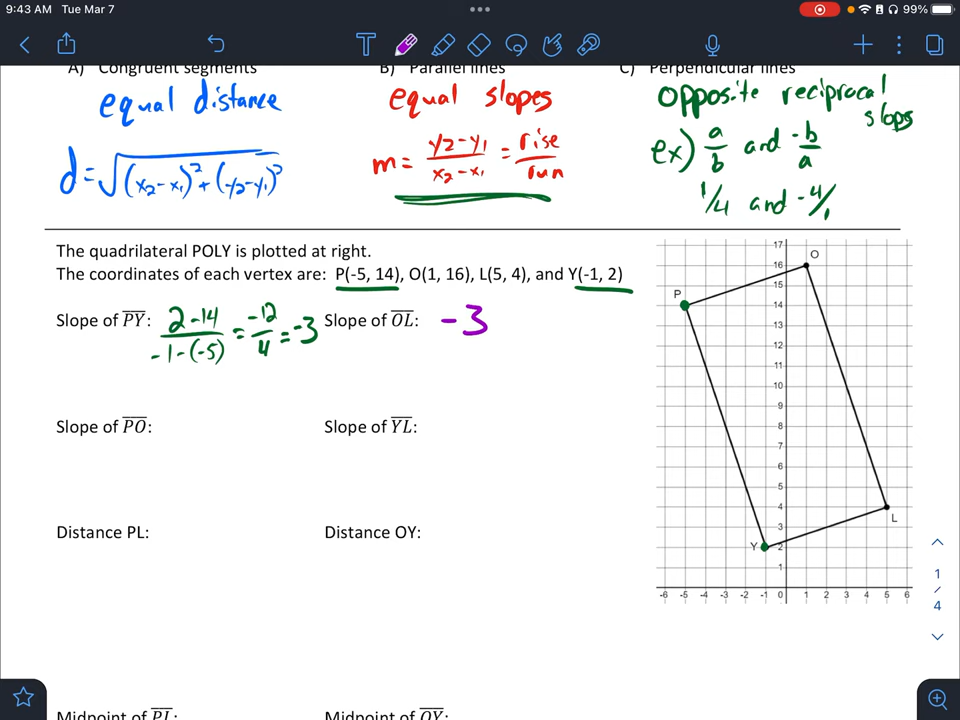 9:43 AM Tue Mar 7 99%
A) Congruent segments B) Parallel lines C) Perpendicular lines
equal distance
equal slopes
opposite reciprocal slops
d = √(x2-x1)²+(y2-y1)²
m = y2-y1/x2-x1 = rise/run
ex) a/b and -b/a
1/4 and -4/1
The quadrilateral POLY is plotted at right.
The coordinates of each vertex are: P(-5, 14), O(1, 16), L(5, 4), and Y(-1, 2)
Slope of PY: 2-14/-1-(-5) = -12/4 = -3 Slope of OL: -3
Slope of PO: Slope of YL:
Distance PL: Distance OY:
Midpoint of PL: Midpoint of OY:
17
O
16
15
P
14
13
12
11
10
9
8
7
6
5
4
L
3
Y 2
1
-6 -5 -4 -3 -2 -1 0 1 2 3 4 5 6
1
/
4
T